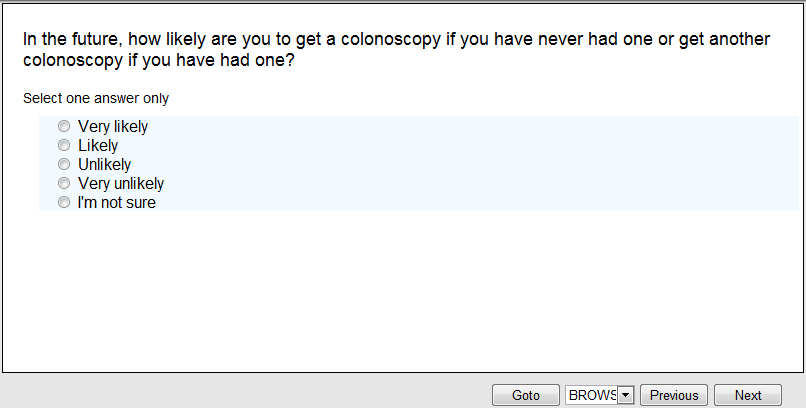 In the future, how likely are you to get a colonoscopy if you have never had one or get another
colonoscopy if you have had one?
Select one answer only
Very likely
Likely
Unlikely
Very unlikely
I'm not sure
Goto BROWS Previous Next